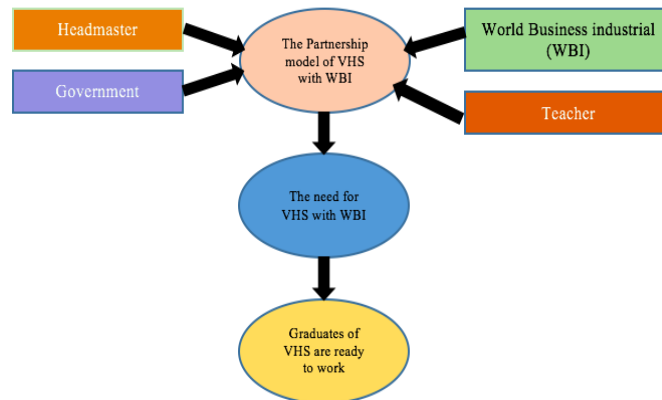 Headmaster
Government
The Partnership
model of VHS
with WBI
World Business industrial
(WBI)
Teacher
The need for
VHS with WBI
Graduates of
VHS are ready
to work